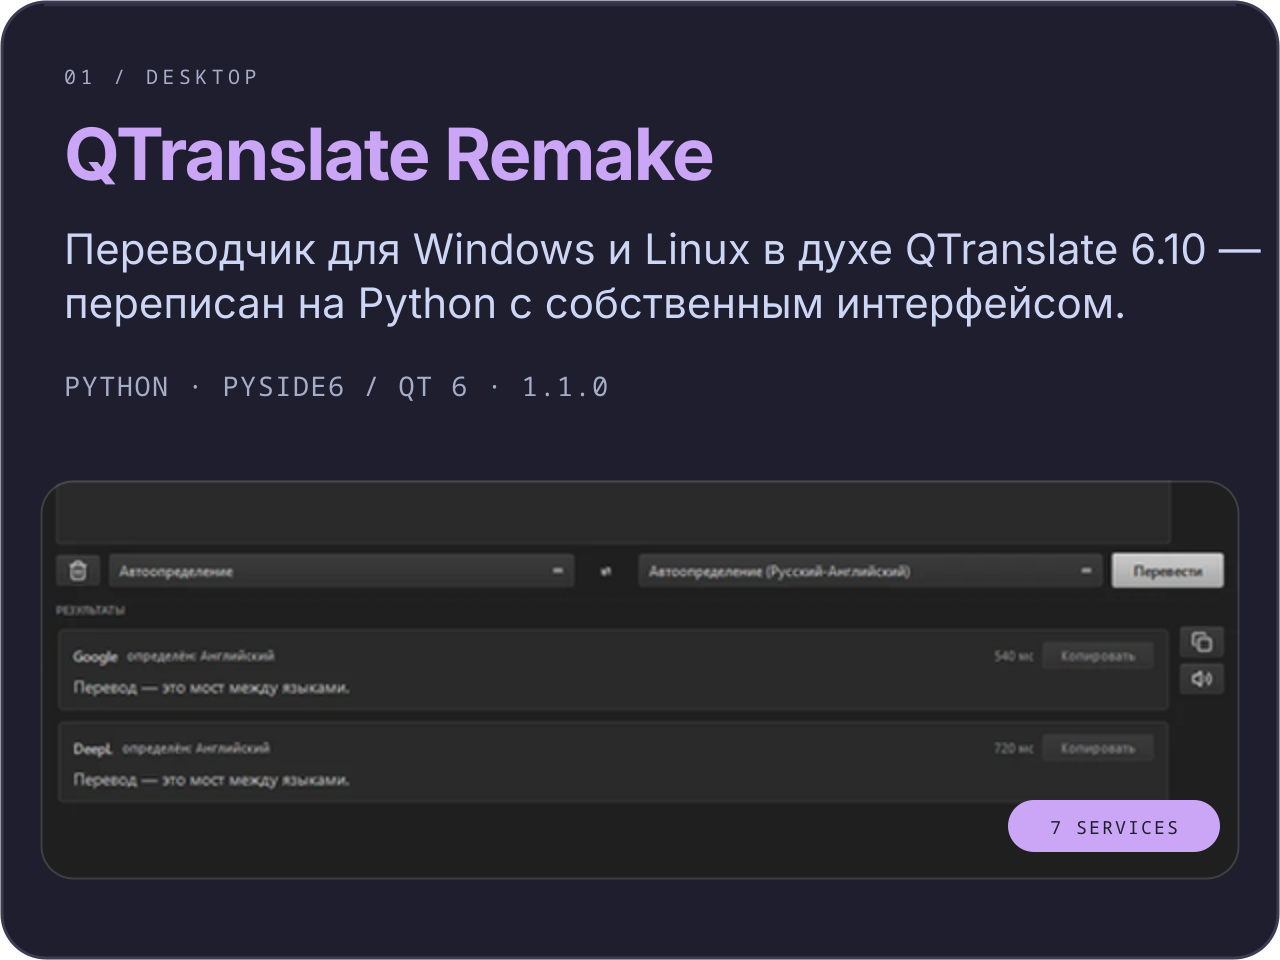 01 / DESKTOP
QTranslate Remake
Переводчик для Windows и Linux в духе QTranslate 6.10 —
переписан на Python с собственным интерфейсом.
PYTHON · PYSIDE6 / QT 6 · 1.1.0
Автоопределение
Автоопределение (Русский-Английский)
Перевести
РЕЗУЛЬТАТЫ
Google определён: Английский 540 мс Копировать
Перевод — это мост между языками.
DeepL определён: Английский 720 мс Копировать
Перевод — это мост между языками.
7 SERVICES